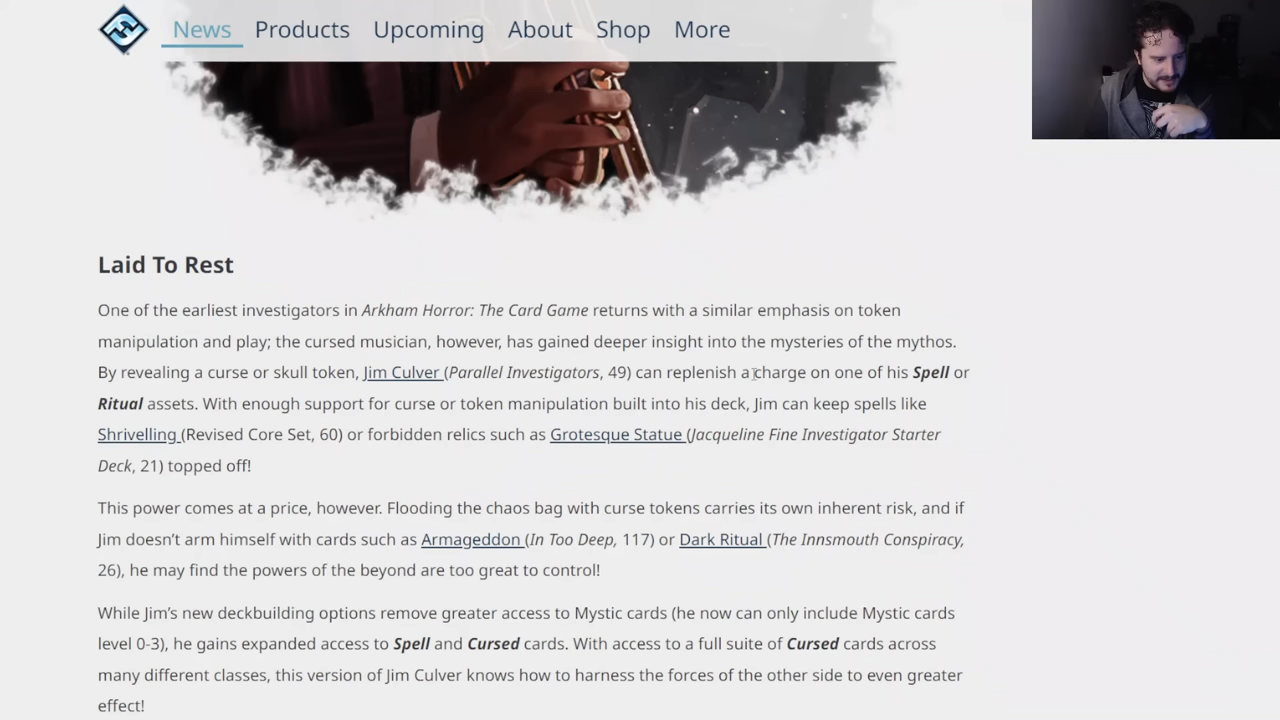 News Products Upcoming About Shop More
Laid To Rest
One of the earliest investigators in Arkham Horror: The Card Game returns with a similar emphasis on token
manipulation and play; the cursed musician, however, has gained deeper insight into the mysteries of the mythos.
By revealing a curse or skull token, Jim Culver (Parallel Investigators, 49) can replenish a charge on one of his Spell or
Ritual assets. With enough support for curse or token manipulation built into his deck, Jim can keep spells like
Shrivelling (Revised Core Set, 60) or forbidden relics such as Grotesque Statue (Jacqueline Fine Investigator Starter
Deck, 21) topped off!
This power comes at a price, however. Flooding the chaos bag with curse tokens carries its own inherent risk, and if
Jim doesn't arm himself with cards such as Armageddon (In Too Deep, 117) or Dark Ritual (The Innsmouth Conspiracy,
26), he may find the powers of the beyond are too great to control!
While Jim's new deckbuilding options remove greater access to Mystic cards (he now can only include Mystic cards
level 0-3), he gains expanded access to Spell and Cursed cards. With access to a full suite of Cursed cards across
many different classes, this version of Jim Culver knows how to harness the forces of the other side to even greater
effect!